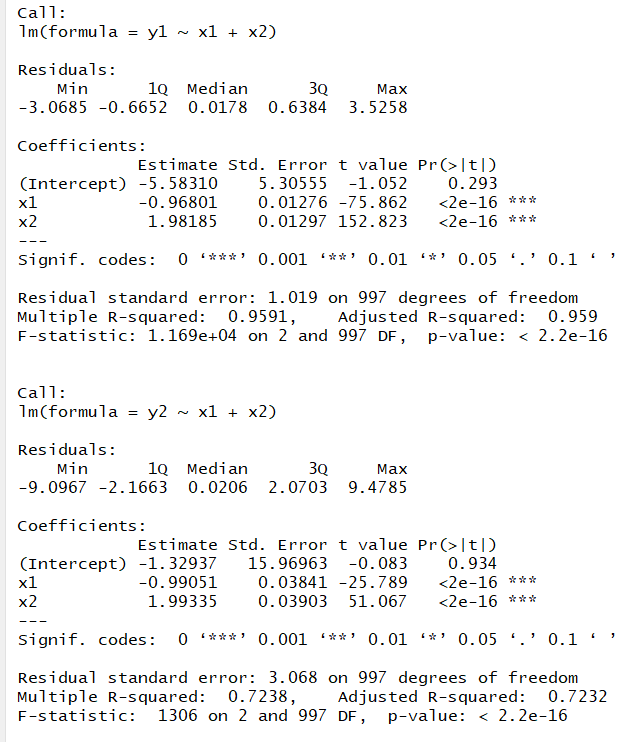 Call:
lm(formula = y1 ~ x1 + x2)
Residuals:
    Min      1Q  Median      3Q     Max
-3.0685 -0.6652  0.0178  0.6384  3.5258
Coefficients:
            Estimate Std. Error t value Pr(>|t|)
(Intercept) -5.58310    5.30555  -1.052    0.293
x1          -0.96801    0.01276 -75.862   <2e-16 ***
x2           1.98185    0.01297 152.823   <2e-16 ***
---
Signif. codes:  0 ‘***’ 0.001 ‘**’ 0.01 ‘*’ 0.05 ‘.’ 0.1 ‘ ’
Residual standard error: 1.019 on 997 degrees of freedom
Multiple R-squared:  0.9591,    Adjusted R-squared:  0.959
F-statistic: 1.169e+04 on 2 and 997 DF,  p-value: < 2.2e-16
Call:
lm(formula = y2 ~ x1 + x2)
Residuals:
    Min      1Q  Median      3Q     Max
-9.0967 -2.1663  0.0206  2.0703  9.4785
Coefficients:
            Estimate Std. Error t value Pr(>|t|)
(Intercept) -1.32937   15.96963  -0.083    0.934
x1          -0.99051    0.03841 -25.789   <2e-16 ***
x2           1.99335    0.03903  51.067   <2e-16 ***
---
Signif. codes:  0 ‘***’ 0.001 ‘**’ 0.01 ‘*’ 0.05 ‘.’ 0.1 ‘ ’
Residual standard error: 3.068 on 997 degrees of freedom
Multiple R-squared:  0.7238,    Adjusted R-squared:  0.7232
F-statistic:  1306 on 2 and 997 DF,  p-value: < 2.2e-16